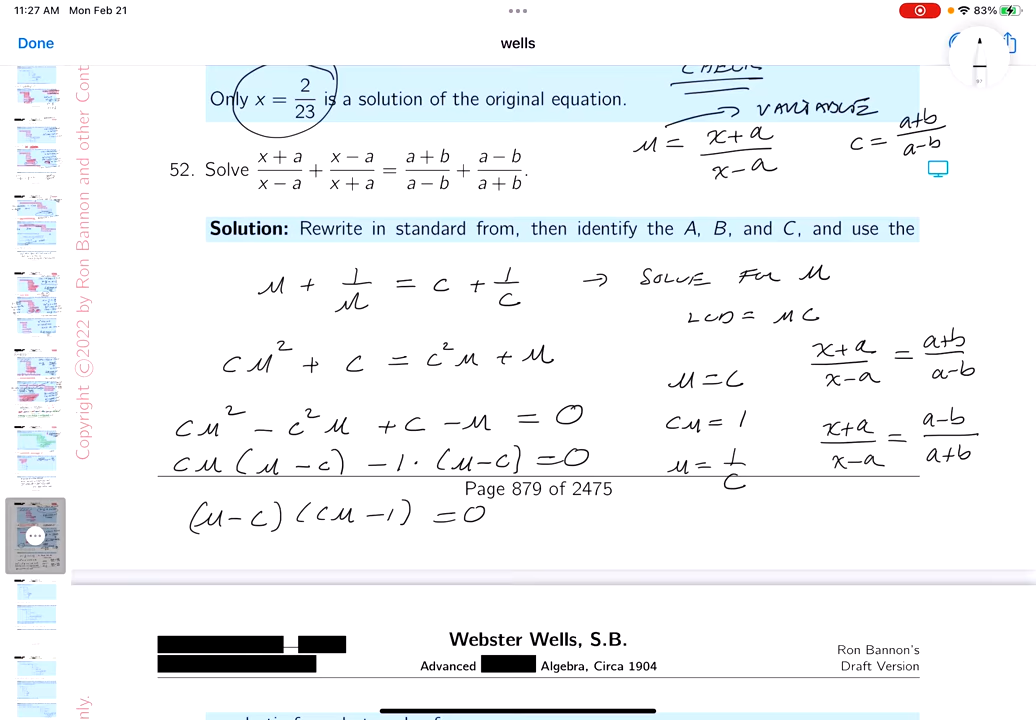 11:27 AM Mon Feb 21
83%
Done
wells
CHECK
Only x = 2/23 is a solution of the original equation.
→ VARIABLE
u = (x+a)/(x-a)
c = (a+b)/(a-b)
52. Solve (x + a)/(x − a) + (x − a)/(x + a) = (a + b)/(a − b) + (a − b)/(a + b).
Solution: Rewrite in standard from, then identify the A, B, and C, and use the
u + 1/u = c + 1/c → SOLVE FOR u
LCD = uc
cu² + c = c²u + u
u = c
(x+a)/(x-a) = (a+b)/(a-b)
cu² - c²u + c - u = 0
cu = 1
(x+a)/(x-a) = (a-b)/(a+b)
cu(u - c) - 1·(u-c) = 0
u = 1/c
Page 879 of 2475
(u-c)(cu-1) = 0
Webster Wells, S.B.
Advanced Algebra, Circa 1904
Ron Bannon's
Draft Version
Copyright ©2022 by Ron Bannon and other Cont
nly.